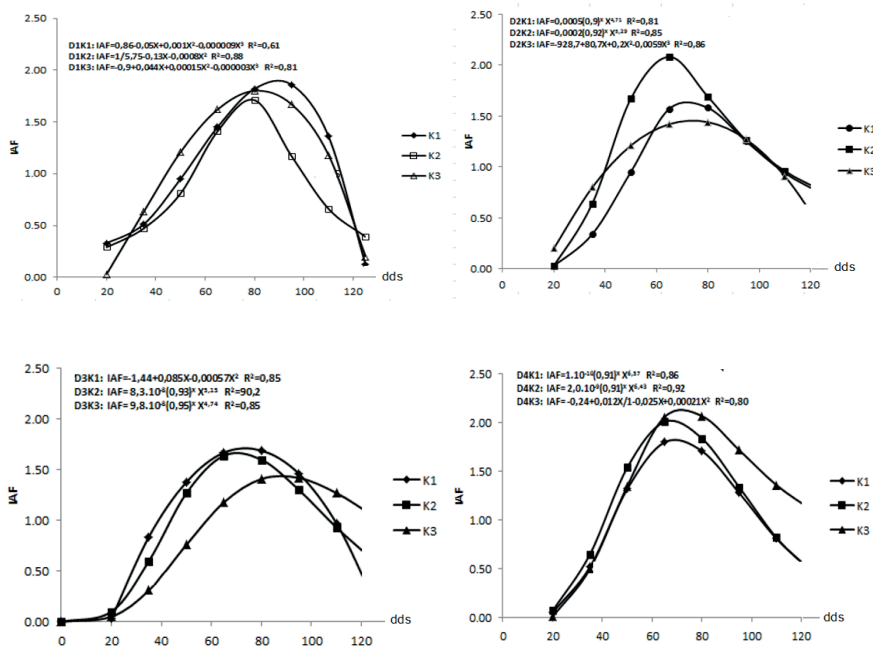 D1K1: IAF=0,86-0,05X+0,001X²-0,000009X³ R²=0,61
D1K2: IAF=1/5,75-0,13X-0,0008X² R²=0,88
D1K3: IAF=-0,9+0,044X+0,00015X²-0,000003X³ R²=0,81
IAF
2.50
2.00
1.50
1.00
0.50
0.00
0 20 40 60 80 100 120
dds
K1
K2
K3
D2K1: IAF=0,0005(0,9)ˣ X⁴,⁷¹ R²=0,81
D2K2: IAF=0,0002(0,92)ˣ R²=0,85
D2K3: IAF=-928,7+80,7X+0,2X²-0,0059X³ R²=0,86
IAF
2.50
2.00
1.50
1.00
0.50
0.00
0 20 40 60 80 100 120
dds
K1
K2
K3
D3K1: IAF=-1,44+0,085X-0,00057X² R²=0,85
D3K2: IAF= 8,3.10⁻⁸(0,93)ˣ R²=90,2
D3K3: IAF= 9,8.10⁻⁸(0,95)ˣ X⁴,⁷⁴ R²=0,85
IAF
2.50
2.00
1.50
1.00
0.50
0.00
0 20 40 60 80 100 120
dds
K1
K2
K3
D4K1: IAF=1.10⁻¹⁰(0,91)ˣ R²=0,86
D4K2: IAF= 2,0.10⁻⁹(0,91)ˣ X⁶,⁴³ R²=0,92
D4K3: IAF= -0,24+0,012X/1-0,025X+0,00021X² R²=0,80
IAF
2.50
2.00
1.50
1.00
0.50
0.00
0 20 40 60 80 100 120
dds
K1
K2
K3